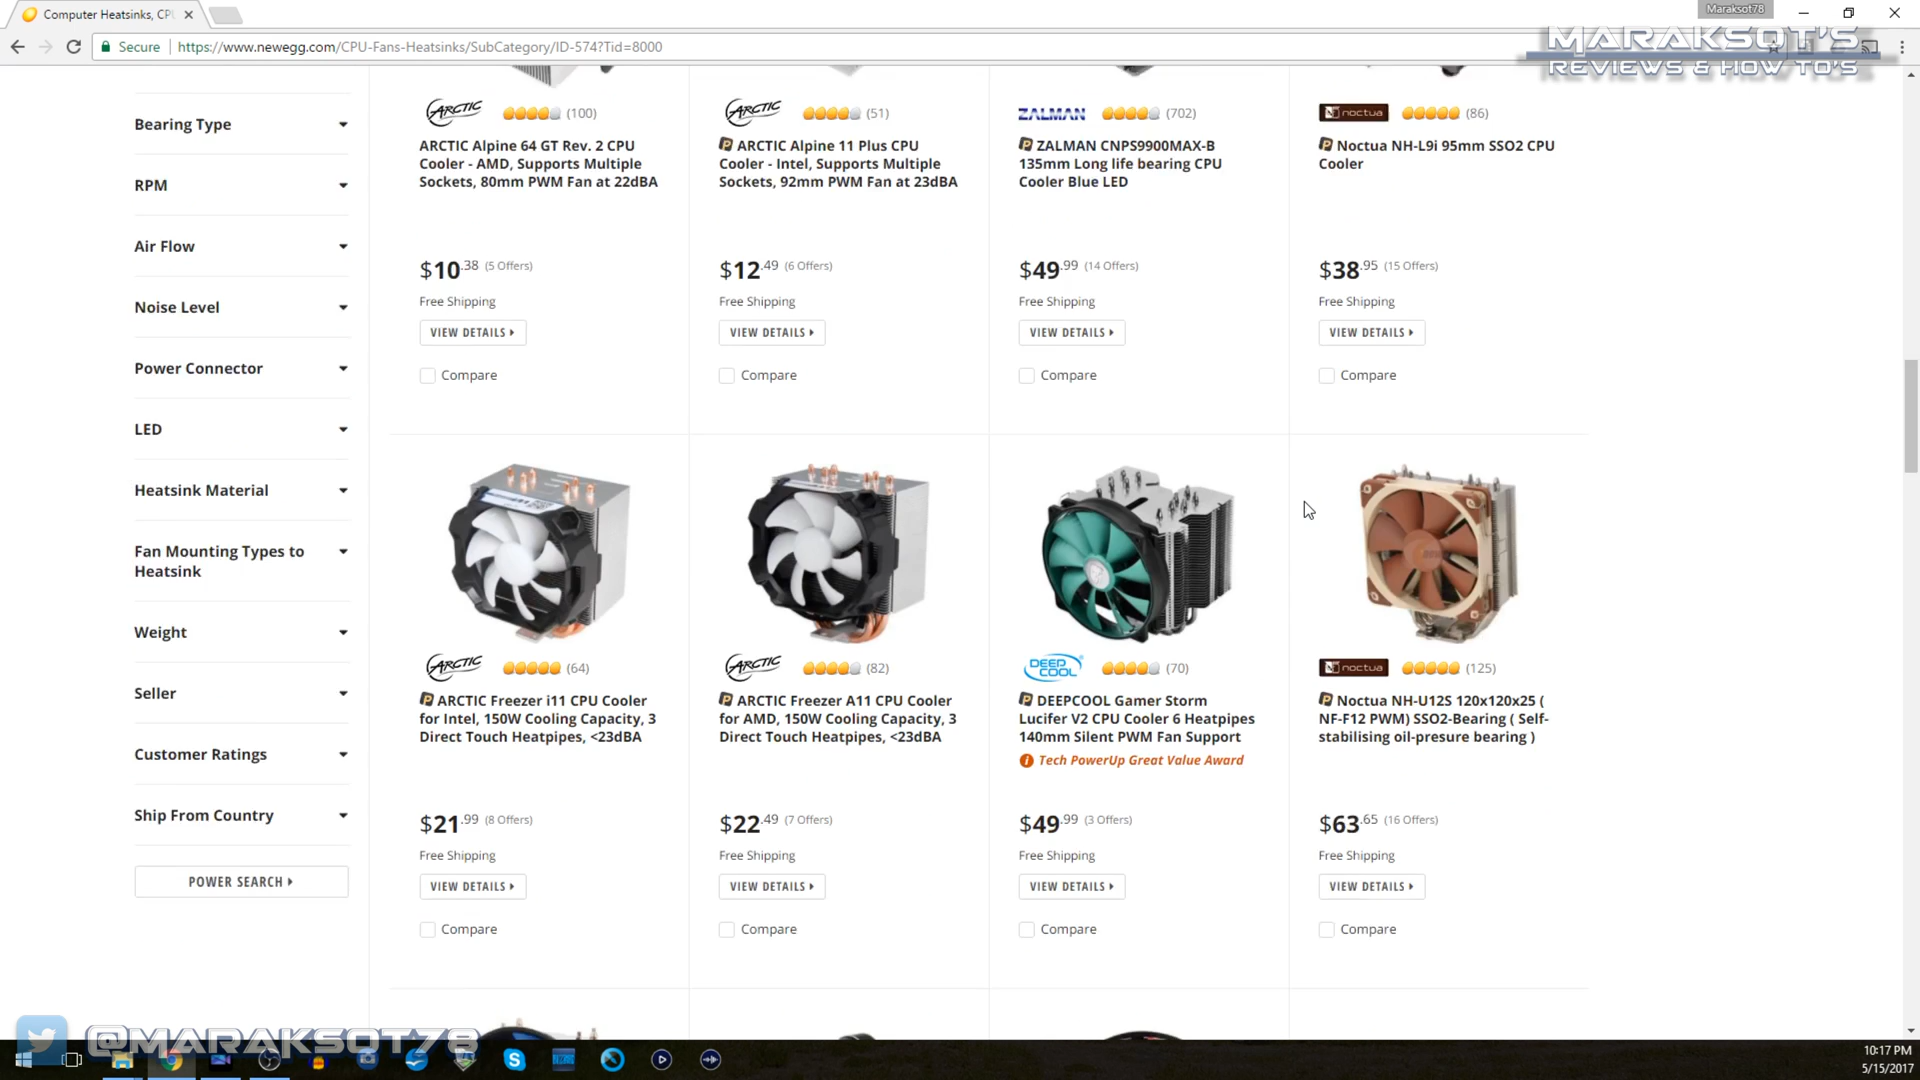 Computer Heatsinks, CP
Maraksot78
Secure
https://www.newegg.com/CPU-Fans-Heatsinks/SubCategory/ID-574?Tid=8000
MARAKSOT'S
REVIEWS & HOW TO'S
Bearing Type
RPM
Air Flow
Noise Level
Power Connector
LED
Heatsink Material
Fan Mounting Types to
Heatsink
Weight
Seller
Customer Ratings
Ship From Country
POWER SEARCH
ARCTIC (100)
ARCTIC Alpine 64 GT Rev. 2 CPU
Cooler - AMD, Supports Multiple
Sockets, 80mm PWM Fan at 22dBA
$10.38 (5 Offers)
Free Shipping
VIEW DETAILS
Compare
ARCTIC (51)
ARCTIC Alpine 11 Plus CPU
Cooler - Intel, Supports Multiple
Sockets, 92mm PWM Fan at 23dBA
$12.49 (6 Offers)
Free Shipping
VIEW DETAILS
Compare
ZALMAN (702)
ZALMAN CNPS9900MAX-B
135mm Long life bearing CPU
Cooler Blue LED
$49.99 (14 Offers)
Free Shipping
VIEW DETAILS
Compare
noctua (86)
Noctua NH-L9i 95mm SSO2 CPU
Cooler
$38.95 (15 Offers)
Free Shipping
VIEW DETAILS
Compare
ARCTIC (64)
ARCTIC Freezer i11 CPU Cooler
for Intel, 150W Cooling Capacity, 3
Direct Touch Heatpipes, <23dBA
$21.99 (8 Offers)
Free Shipping
VIEW DETAILS
Compare
ARCTIC (82)
ARCTIC Freezer A11 CPU Cooler
for AMD, 150W Cooling Capacity, 3
Direct Touch Heatpipes, <23dBA
$22.49 (7 Offers)
Free Shipping
VIEW DETAILS
Compare
DEEP COOL (70)
DEEPCOOL Gamer Storm
Lucifer V2 CPU Cooler 6 Heatpipes
140mm Silent PWM Fan Support
Tech PowerUp Great Value Award
$49.99 (3 Offers)
Free Shipping
VIEW DETAILS
Compare
noctua (125)
Noctua NH-U12S 120x120x25 (
NF-F12 PWM) SSO2-Bearing ( Self-
stabilising oil-presure bearing )
$63.65 (16 Offers)
Free Shipping
VIEW DETAILS
Compare
@MARAKSOT78
10:17 PM
5/15/2017